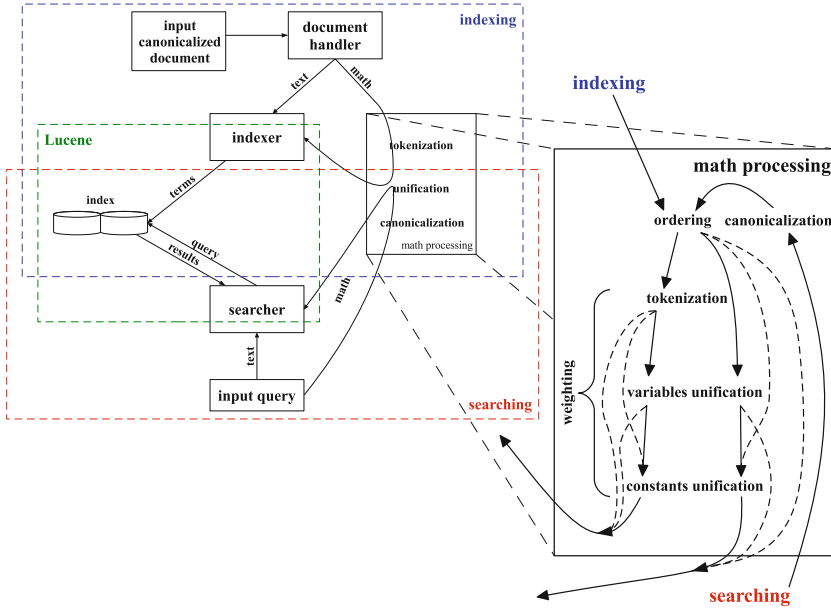 indexing
input
canonicalized
document
document
handler
text
math
indexer
Lucene
tokenization
unification
canonicalization
math processing
terms
index
query
results
searcher
math
text
input query
searching
indexing
math processing
ordering
canonicalization
tokenization
weighting
variables unification
constants unification
searching